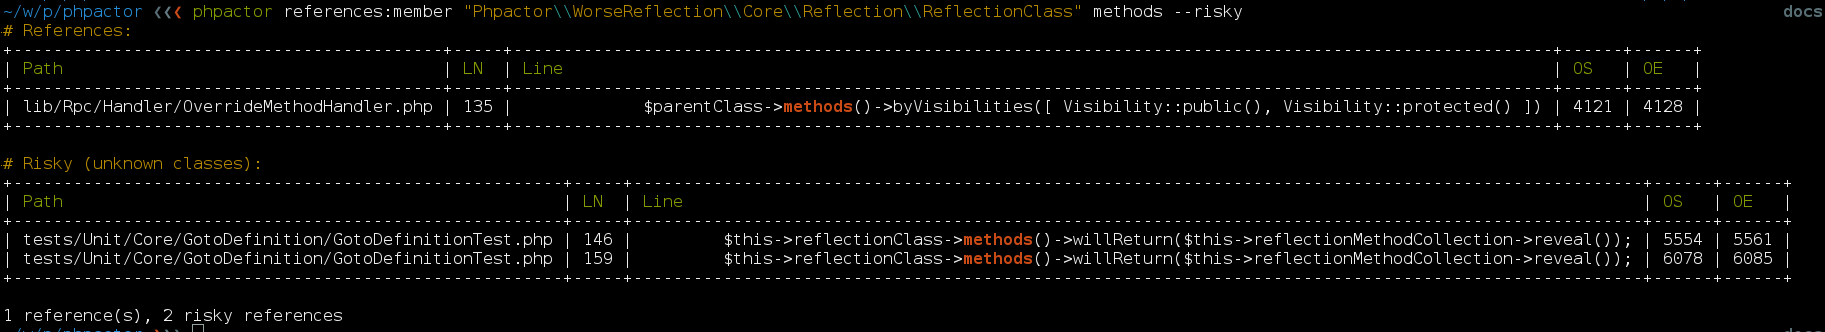 ~/w/p/phpactor ❮❮❮ phpactor references:member "Phpactor\\WorseReflection\\Core\\Reflection\\ReflectionClass" methods --risky docs
# References:
+---------------------------------------------+-----+----------------------------------------------------------------------------------------------------------+------+------+
| Path | LN | Line | OS | OE |
+---------------------------------------------+-----+----------------------------------------------------------------------------------------------------------+------+------+
| lib/Rpc/Handler/OverrideMethodHandler.php | 135 | $parentClass->methods()->byVisibilities([ Visibility::public(), Visibility::protected() ]) | 4121 | 4128 |
+---------------------------------------------+-----+----------------------------------------------------------------------------------------------------------+------+------+
# Risky (unknown classes):
+---------------------------------------------------------+-----+------------------------------------------------------------------------------------------------------+------+------+
| Path | LN | Line | OS | OE |
+---------------------------------------------------------+-----+------------------------------------------------------------------------------------------------------+------+------+
| tests/Unit/Core/GotoDefinition/GotoDefinitionTest.php | 146 | $this->reflectionClass->methods()->willReturn($this->reflectionMethodCollection->reveal()); | 5554 | 5561 |
| tests/Unit/Core/GotoDefinition/GotoDefinitionTest.php | 159 | $this->reflectionClass->methods()->willReturn($this->reflectionMethodCollection->reveal()); | 6078 | 6085 |
+---------------------------------------------------------+-----+------------------------------------------------------------------------------------------------------+------+------+
1 reference(s), 2 risky references